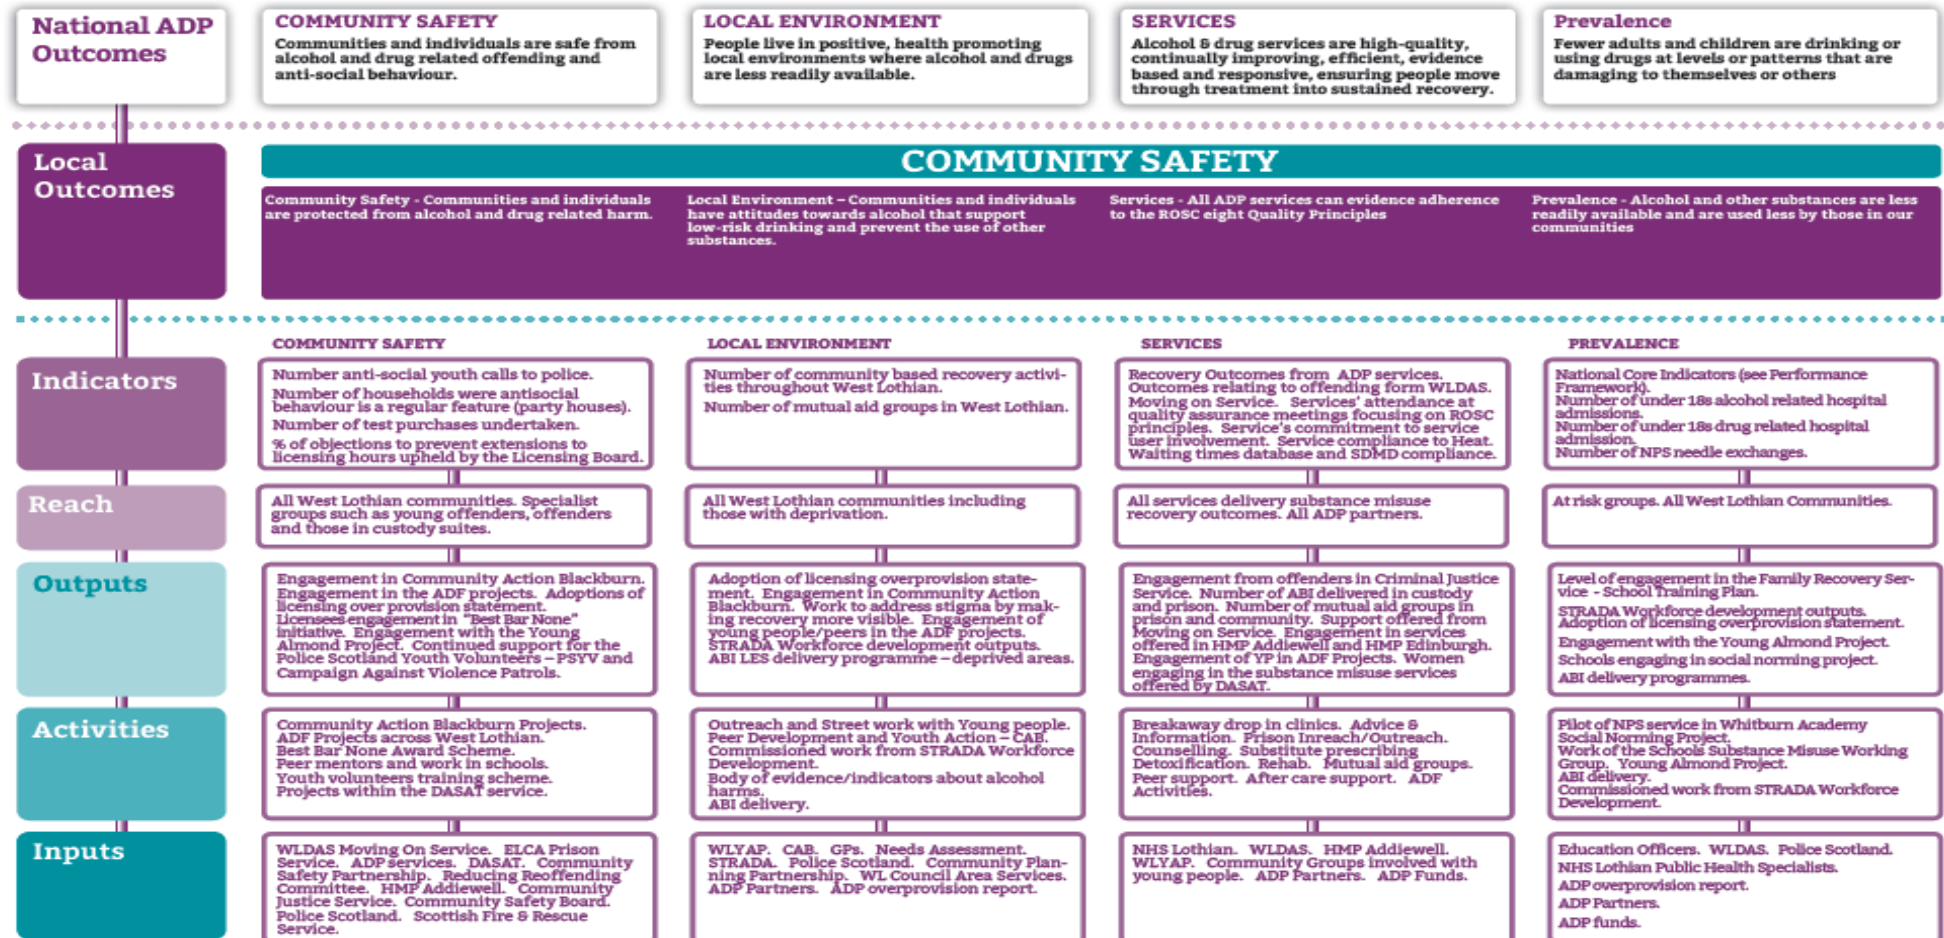 National ADP
Outcomes
COMMUNITY SAFETY
Communities and individuals are safe from
alcohol and drug related offending and
anti-social behaviour.
LOCAL ENVIRONMENT
People live in positive, health promoting
local environments where alcohol and drugs
are less readily available.
SERVICES
Alcohol & drug services are high-quality,
continually improving, efficient, evidence
based and responsive, ensuring people move
through treatment into sustained recovery.
Prevalence
Fewer adults and children are drinking or
using drugs at levels or patterns that are
damaging to themselves or others
Local
Outcomes
COMMUNITY SAFETY
Community Safety - Communities and individuals
are protected from alcohol and drug related harm.
Local Environment – Communities and individuals
have attitudes towards alcohol that support
low-risk drinking and prevent the use of other
substances.
Services - All ADP services can evidence adherence
to the ROSC eight Quality Principles
Prevalence - Alcohol and other substances are less
readily available and are used less by those in our
communities
COMMUNITY SAFETY
LOCAL ENVIRONMENT
SERVICES
PREVALENCE
Indicators
Number anti-social youth calls to police.
Number of households were antisocial
behaviour is a regular feature (party houses).
Number of test purchases undertaken.
% of objections to prevent extensions to
licensing hours upheld by the Licensing Board.
Number of community based recovery activi-
ties throughout West Lothian.
Number of mutual aid groups in West Lothian.
Recovery Outcomes from ADP services.
Outcomes relating to offending form WLDAS.
Moving on Service. Services' attendance at
quality assurance meetings focusing on ROSC
principles. Service's commitment to service
user involvement. Service compliance to Heat.
Waiting times database and SDMD compliance.
National Core Indicators (see Performance
Framework).
Number of under 18s alcohol related hospital
admissions.
Number of under 18s drug related hospital
admission.
Number of NPS needle exchanges.
Reach
All West Lothian communities. Specialist
groups such as young offenders, offenders
and those in custody suites.
All West Lothian communities including
those with deprivation.
All services delivery substance misuse
recovery outcomes. All ADP partners.
At risk groups. All West Lothian Communities.
Outputs
Engagement in Community Action Blackburn.
Engagement in the ADF projects. Adoptions of
licensing over provision statement.
Licensees engagement in "Best Bar None"
initiative. Engagement with the Young
Almond Project. Continued support for the
Police Scotland Youth Volunteers – PSYV and
Campaign Against Violence Patrols.
Adoption of licensing overprovision state-
ment. Engagement in Community Action
Blackburn. Work to address stigma by mak-
ing recovery more visible. Engagement of
young people/peers in the ADF projects.
STRADA Workforce development outputs.
ABI LES delivery programme – deprived areas.
Engagement from offenders in Criminal Justice
Service. Number of ABI delivered in custody
and prison. Number of mutual aid groups in
prison and community. Support offered from
Moving on Service. Engagement in services
offered in HMP Addiewell and HMP Edinburgh.
Engagement of YP in ADF Projects. Women
engaging in the substance misuse services
offered by DASAT.
Level of engagement in the Family Recovery Ser-
vice - School Training Plan.
STRADA Workforce development outputs.
Adoption of licensing overprovision statement.
Engagement with the Young Almond Project.
Schools engaging in social norming project.
ABI delivery programmes.
Activities
Community Action Blackburn Projects.
ADF Projects across West Lothian.
Best Bar None Award Scheme.
Peer mentors and work in schools.
Youth volunteers training scheme.
Projects within the DASAT service.
Outreach and Street work with Young people.
Peer Development and Youth Action – CAB.
Commissioned work from STRADA Workforce
Development.
Body of evidence/indicators about alcohol
harms.
ABI delivery.
Breakaway drop in clinics. Advice &
Information. Prison Inreach/Outreach.
Counselling. Substitute prescribing
Detoxification. Rehab. Mutual aid groups.
Peer support. After care support. ADF
Activities.
Pilot of NPS service in Whitburn Academy
Social Norming Project.
Work of the Schools Substance Misuse Working
Group. Young Almond Project.
ABI delivery.
Commissioned work from STRADA Workforce
Development.
Inputs
WLDAS Moving On Service. ELCA Prison
Service. ADP services. DASAT. Community
Safety Partnership. Reducing Reoffending
Committee. HMP Addiewell. Community
Justice Service. Community Safety Board.
Police Scotland. Scottish Fire & Rescue
Service.
WLYAP. CAB. GPs. Needs Assessment.
STRADA. Police Scotland. Community Plan-
ning Partnership. WL Council Area Services.
ADP Partners. ADP overprovision report.
NHS Lothian. WLDAS. HMP Addiewell.
WLYAP. Community Groups involved with
young people. ADP Partners. ADP Funds.
Education Officers. WLDAS. Police Scotland.
NHS Lothian Public Health Specialists.
ADP overprovision report.
ADP Partners.
ADP funds.